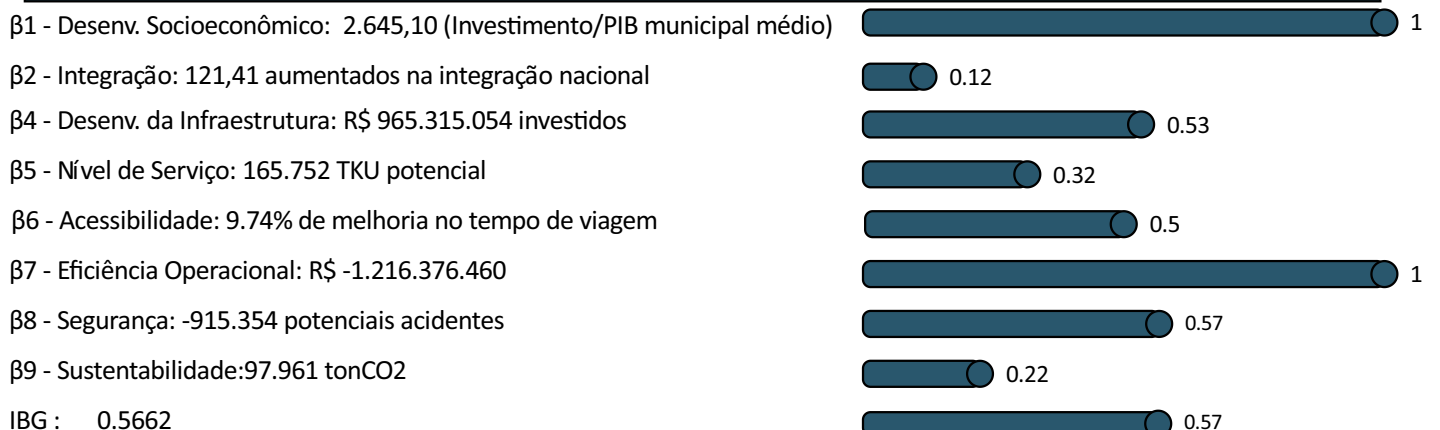 β1 - Desenv. Socioeconômico:  2.645,10 (Investimento/PIB municipal médio) 1
β2 - Integração: 121,41 aumentados na integração nacional 0.12
β4 - Desenv. da Infraestrutura: R$ 965.315.054 investidos 0.53
β5 - Nível de Serviço: 165.752 TKU potencial 0.32
β6 - Acessibilidade: 9.74% de melhoria no tempo de viagem 0.5
β7 - Eficiência Operacional: R$ -1.216.376.460 1
β8 - Segurança: -915.354 potenciais acidentes 0.57
β9 - Sustentabilidade:97.961 tonCO2 0.22
IBG :    0.5662 0.57